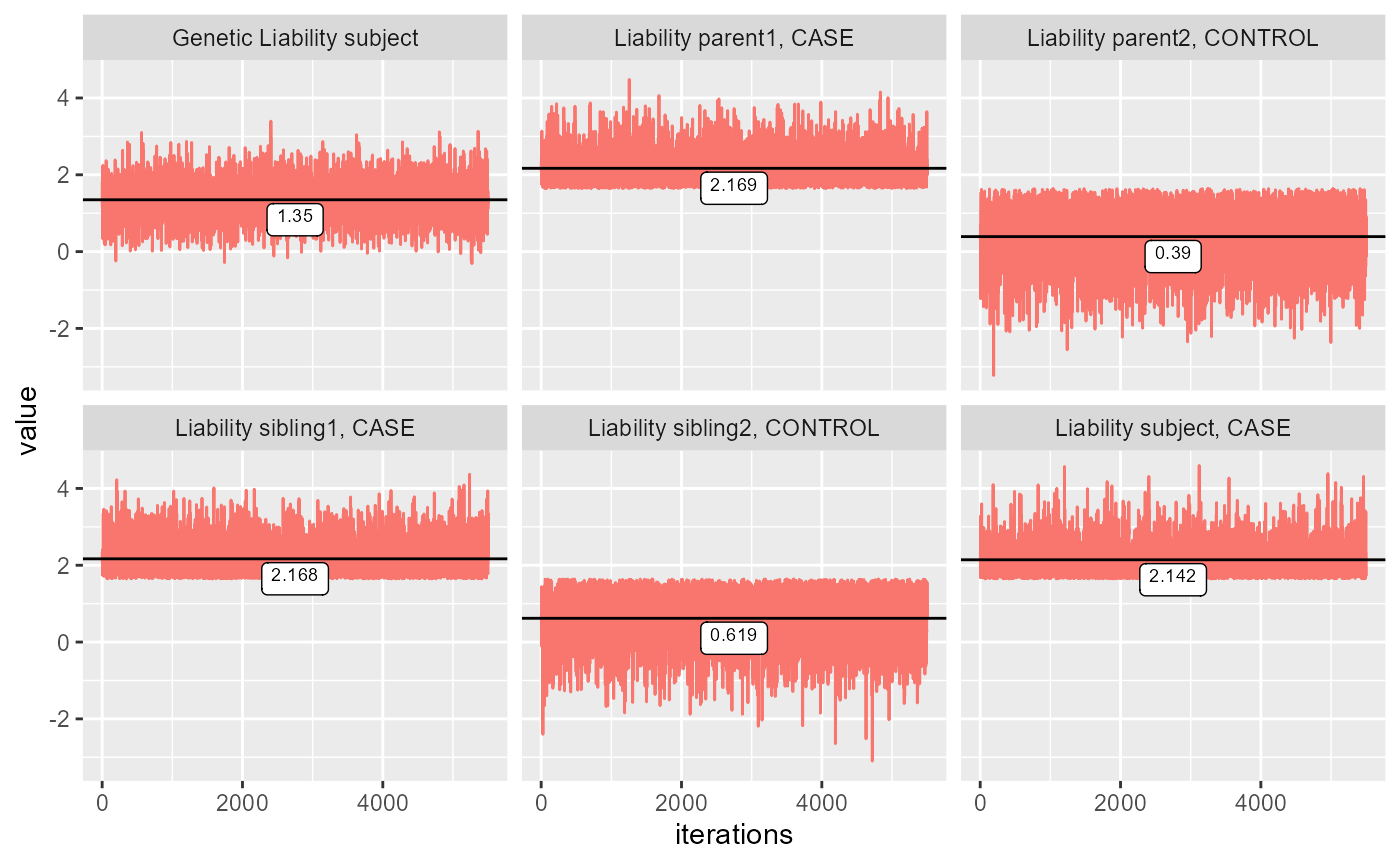 Genetic Liability subject
Liability parent1, CASE
Liability parent2, CONTROL
4
2
0
-2
1.35
2.169
0.39
value
Liability sibling1, CASE
Liability sibling2, CONTROL
Liability subject, CASE
4
2
0
-2
2.168
0.619
2.142
0 2000 4000
0 2000 4000
0 2000 4000
iterations